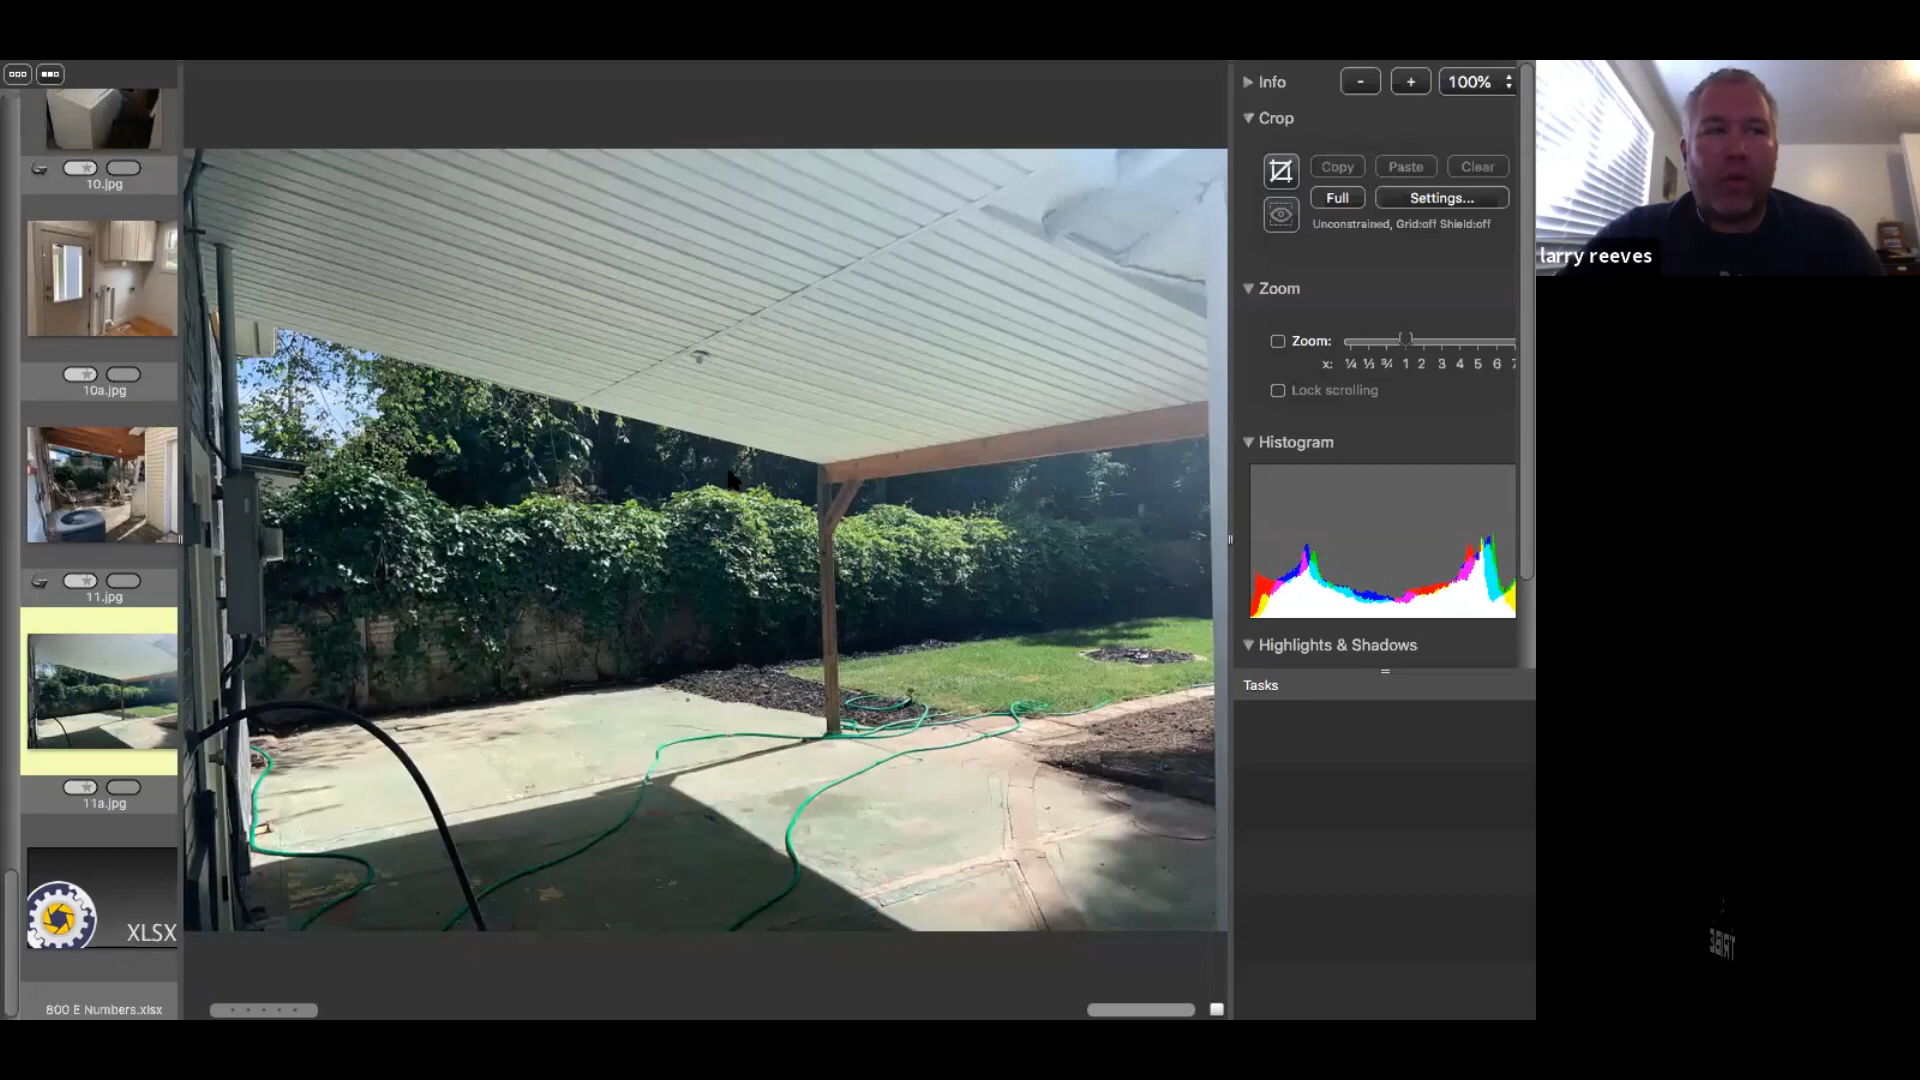 10.jpg
10a.jpg
11.jpg
11a.jpg
XLSX
800 E Numbers.xlsx
Info
-
+
100%
Crop
Copy
Paste
Clear
Full
Settings...
Unconstrained, Grid:off Shield:off
Zoom
Zoom:
x: ¼ ½ ¾ 1 2 3 4 5 6 7
Lock scrolling
Histogram
Highlights & Shadows
Tasks
larry reeves